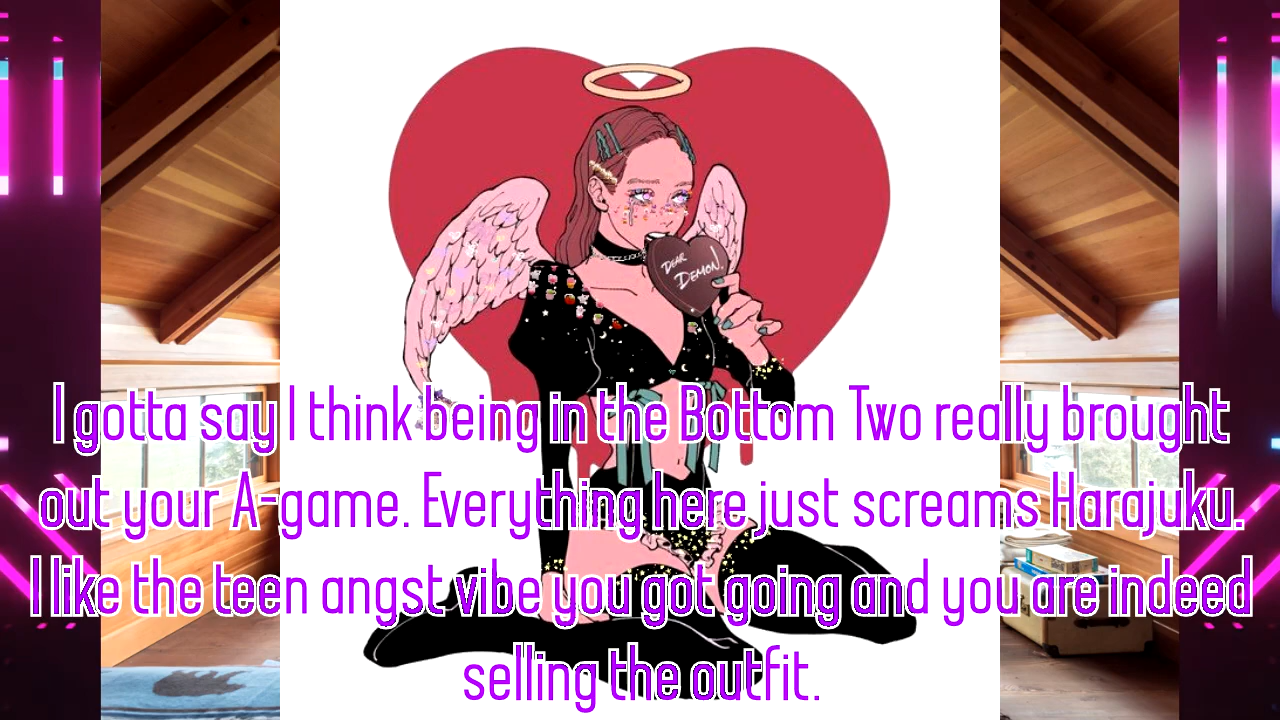 DEAR
DEMON!
I gotta say I think being in the Bottom Two really brought
out your A-game. Everything here just screams Harajuku.
I like the teen angst vibe you got going and you are indeed
selling the outfit.